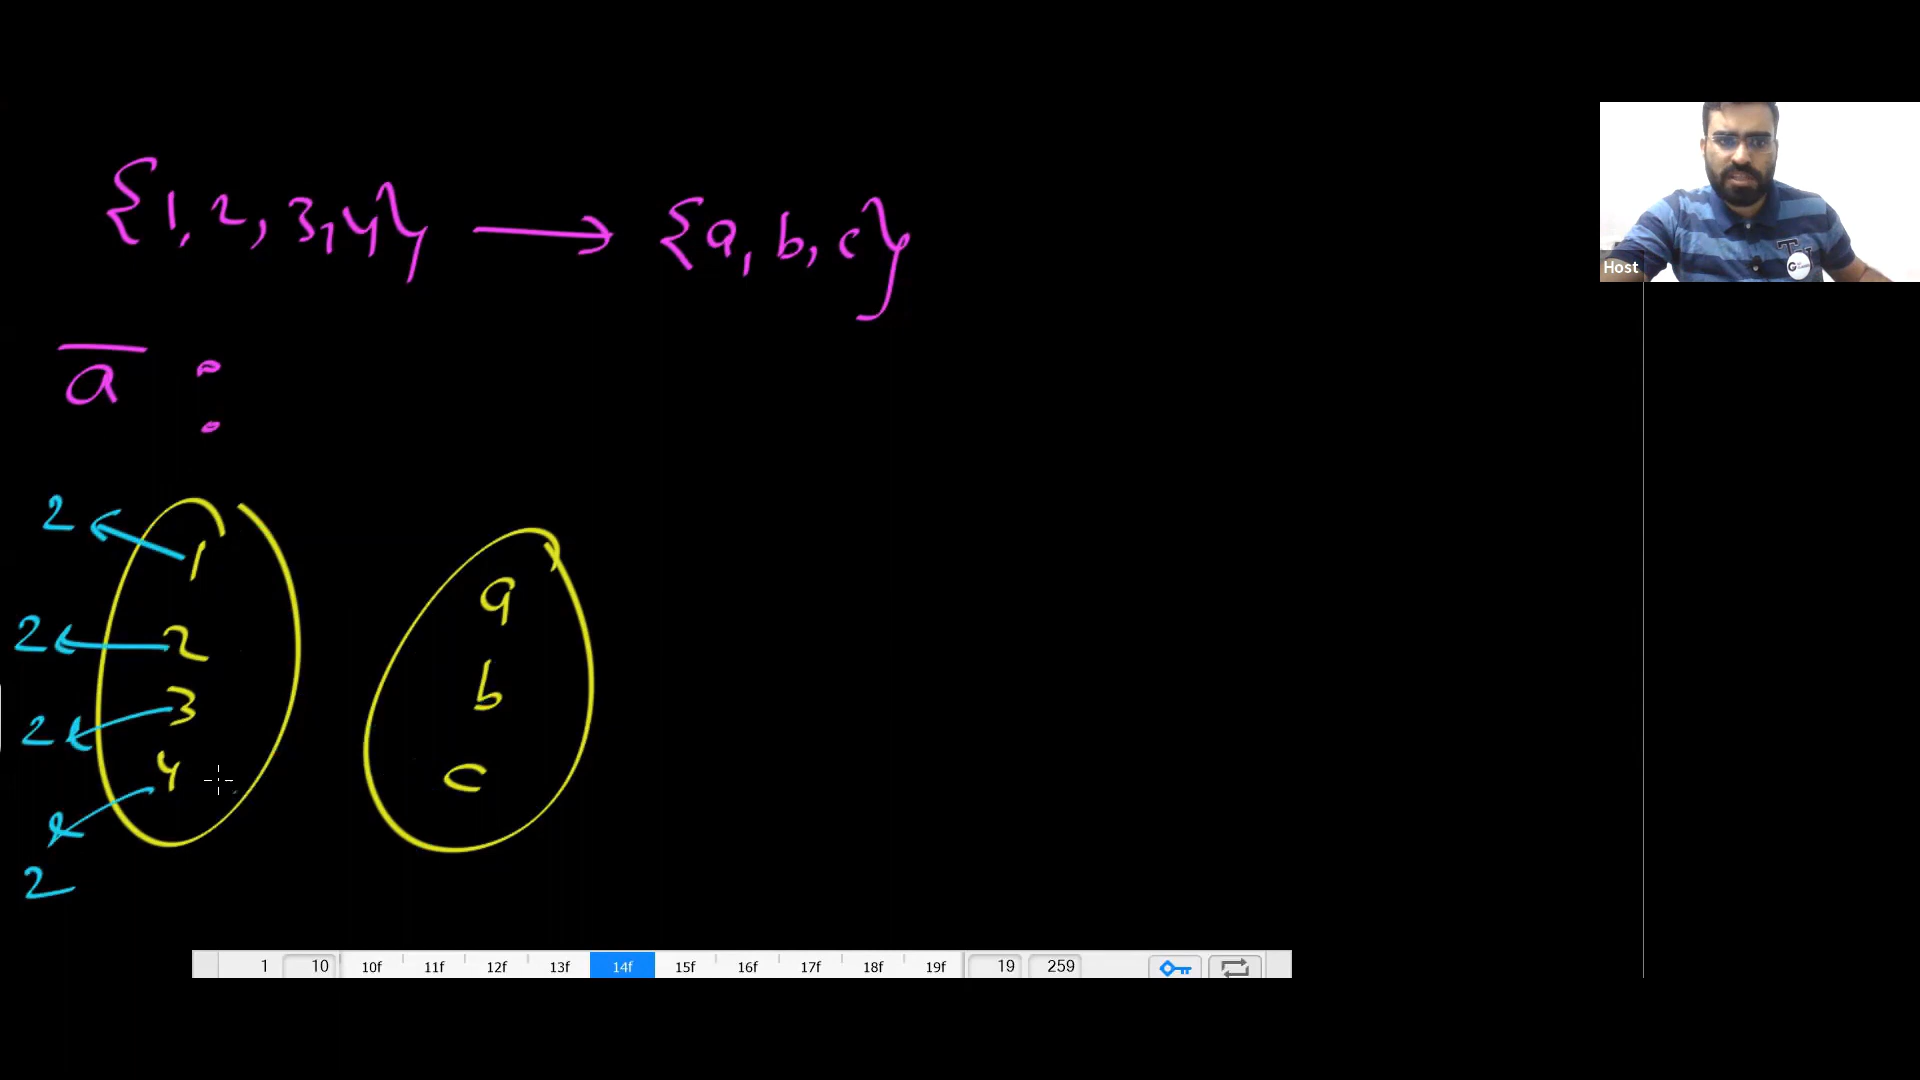 {1, 2, 3, 4} → {a, b, c}
Host
a̅ :
2 ← 1
a
2 ← 2
b
2 ← 3
c
2 ← 4
1 10 10f 11f 12f 13f 14f 15f 16f 17f 18f 19f 19 259